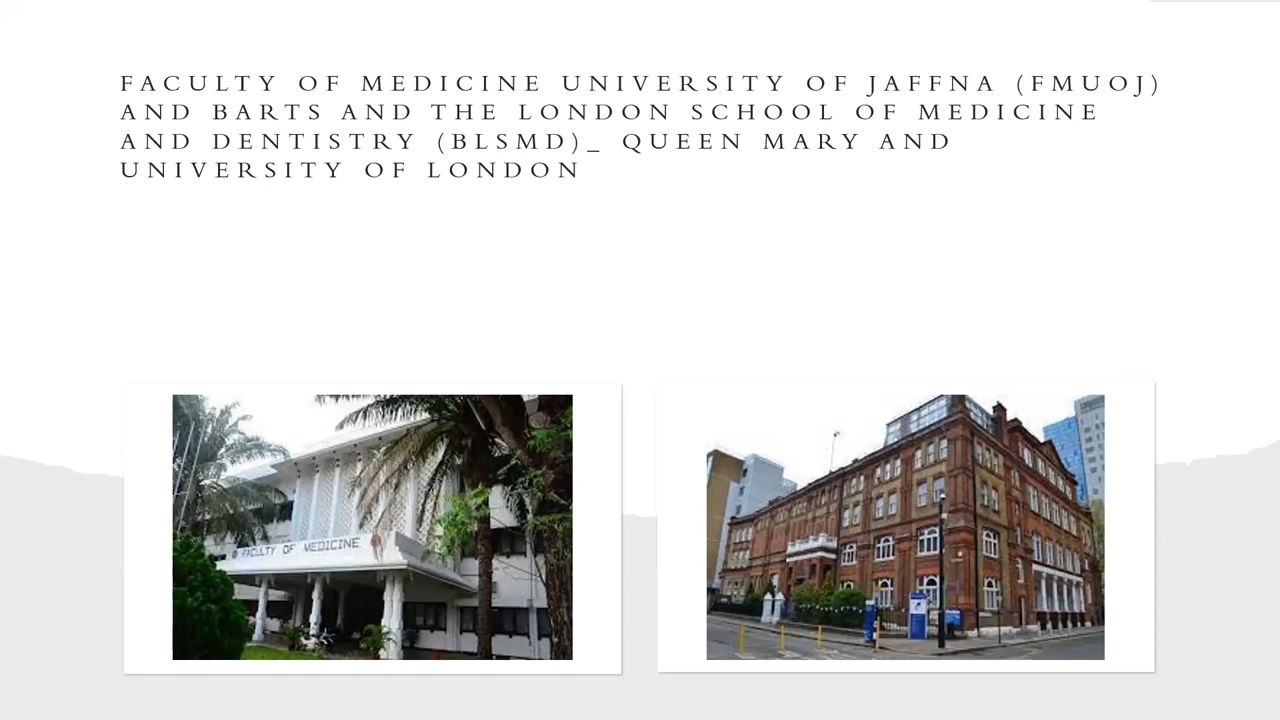 FACULTY OF MEDICINE UNIVERSITY OF JAFFNA (FMUOJ)
AND BARTS AND THE LONDON SCHOOL OF MEDICINE
AND DENTISTRY (BLSMD)_ QUEEN MARY AND
UNIVERSITY OF LONDON
FACULTY OF MEDICINE